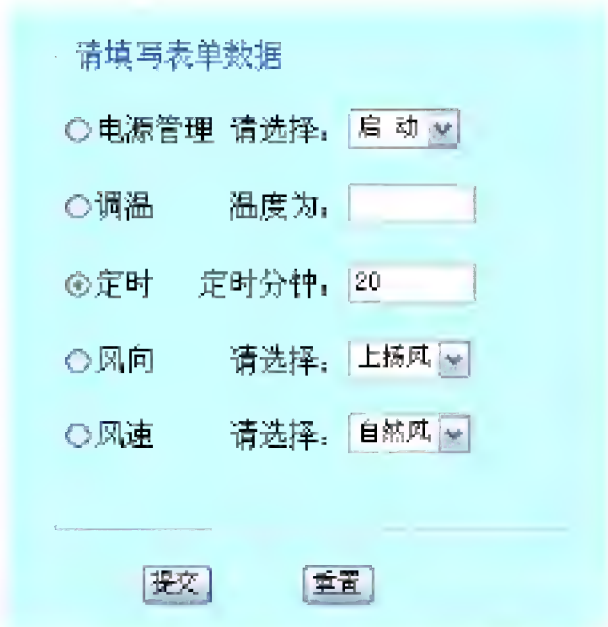 请填写表单数据
电源管理 请选择: 启 动
调温 温度为:
定时 定时分钟: 20
风向 请选择: 上扬风
风速 请选择: 自然风
提交 重置